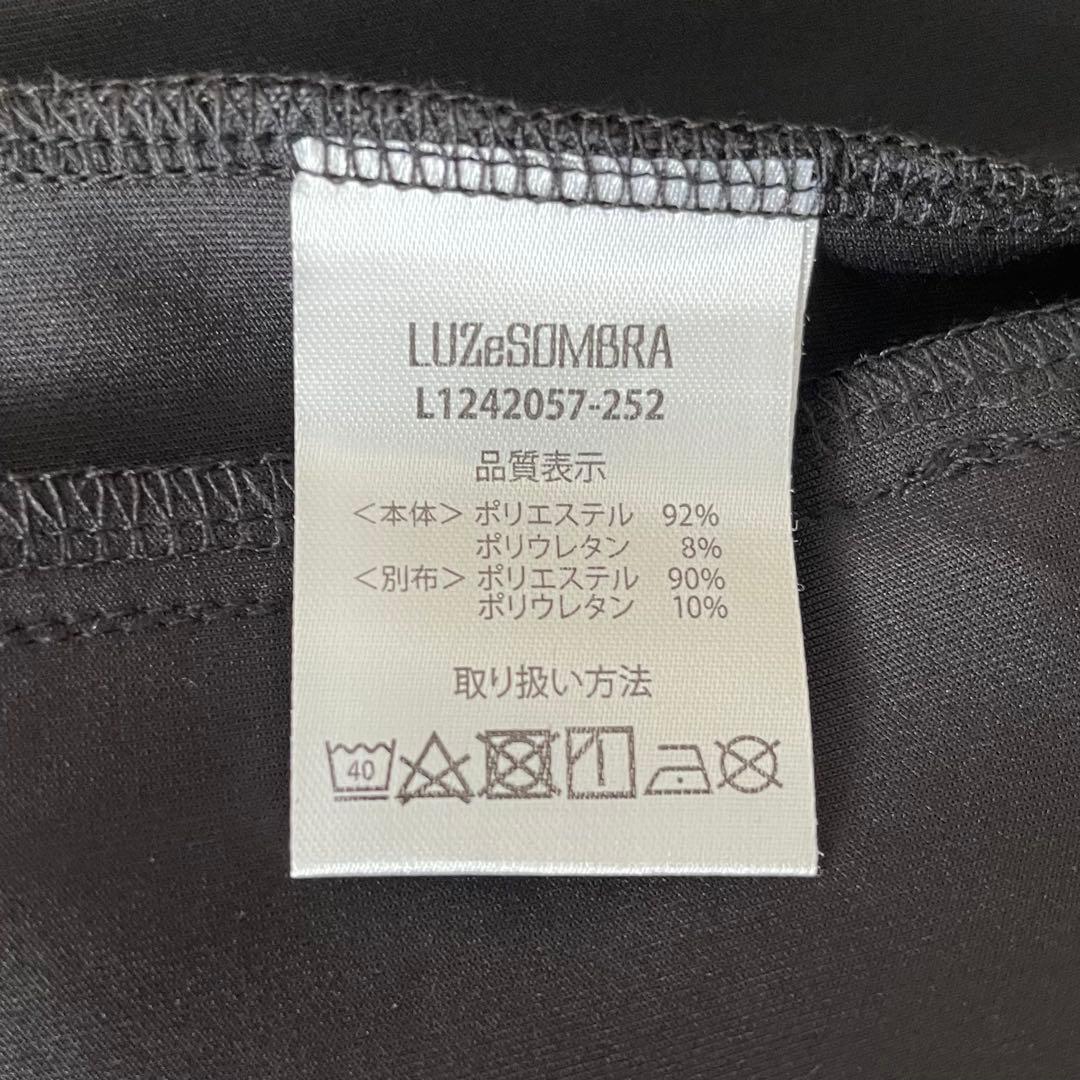 LUZeSOMBRA
L1242057-252
品質表示
＜本体＞ ポリエステル 92%
ポリウレタン 8%
＜別布＞ ポリエステル 90%
ポリウレタン 10%
取り扱い方法
40